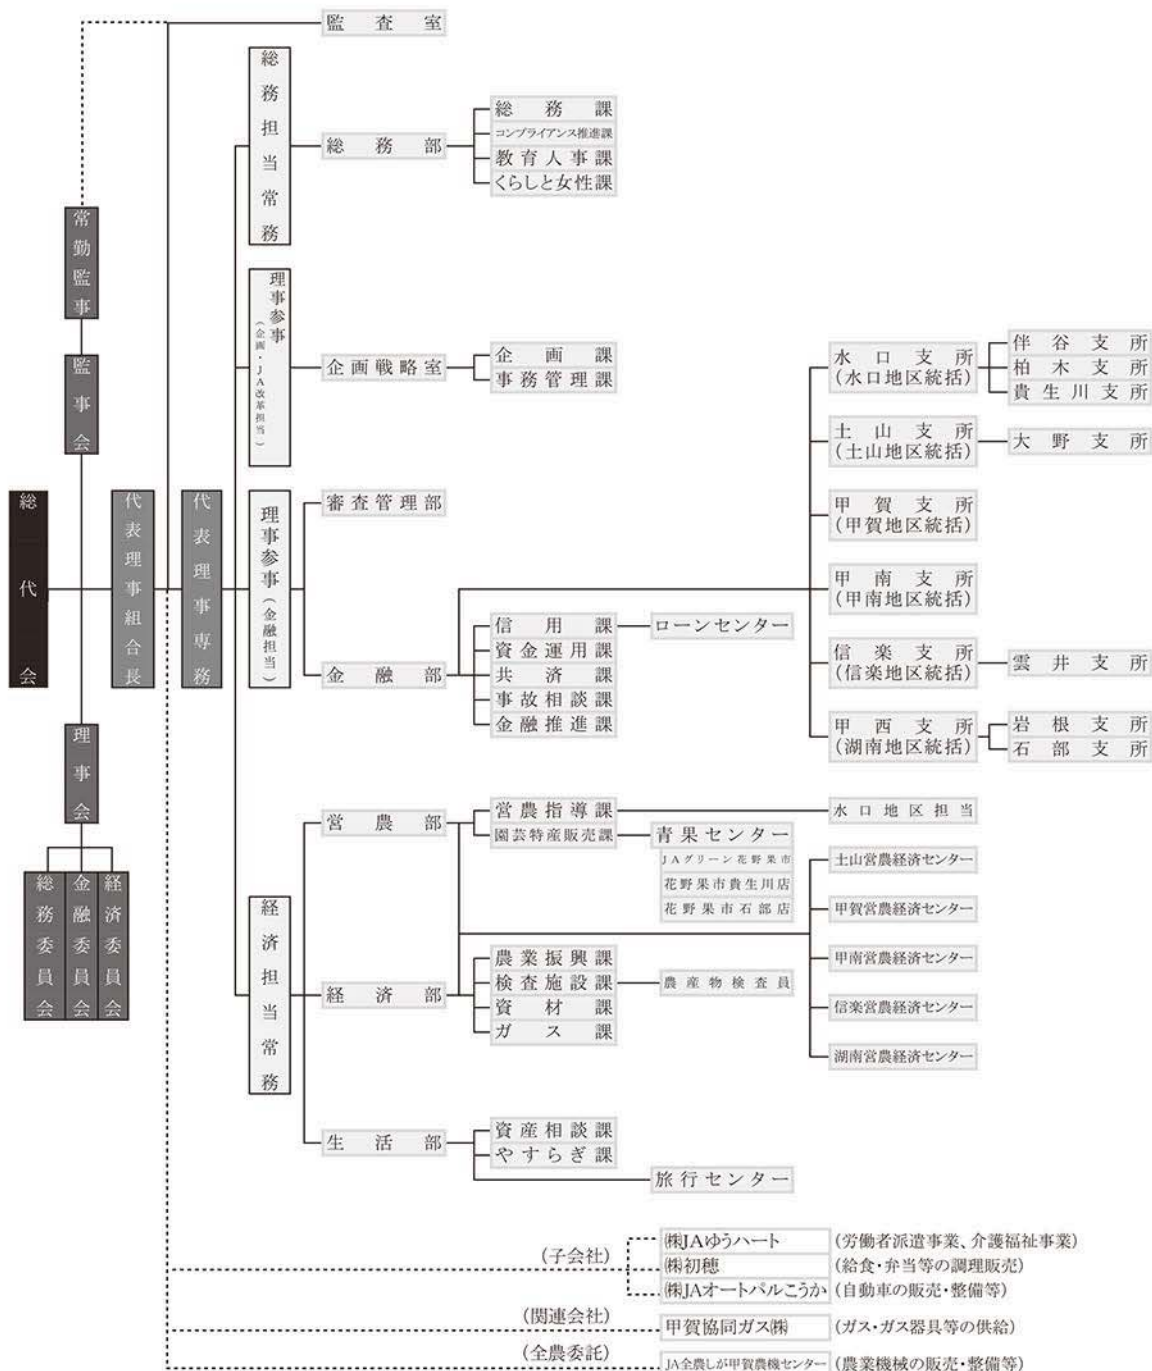 監査室
総務担当常務
総務部
総務課
コンプライアンス推進課
教育人事課
くらしと女性課
常勤監事
監事会
理事参事
(企画・JA改革担当)
企画戦略室
企画課
事務管理課
総代会
代表理事組合長
代表理事専務
理事参事(金融担当)
審査管理部
金融部
信用課
ローンセンター
資金運用課
共済課
事故相談課
金融推進課
水口支所
(水口地区統括)
伴谷支所
柏木支所
貴生川支所
土山支所
(土山地区統括)
大野支所
甲賀支所
(甲賀地区統括)
甲南支所
(甲南地区統括)
信楽支所
(信楽地区統括)
雲井支所
甲西支所
(湖南地区統括)
岩根支所
石部支所
理事会
総務委員会
金融委員会
経済委員会
経済担当常務
営農部
営農指導課
水口地区担当
園芸特産販売課
青果センター
JAグリーン花野果市
花野果市貴生川店
花野果市石部店
土山営農経済センター
甲賀営農経済センター
甲南営農経済センター
信楽営農経済センター
湖南営農経済センター
経済部
農業振興課
検査施設課
農産物検査員
資材課
ガス課
生活部
資産相談課
やすらぎ課
旅行センター
(子会社)
㈱JAゆうハート (労働者派遣事業、介護福祉事業)
㈱初穂 (給食・弁当等の調理販売)
㈱JAオートパルこうか (自動車の販売・整備等)
(関連会社)
甲賀協同ガス㈱ (ガス・ガス器具等の供給)
(全農委託)
JA全農しが甲賀農機センター (農業機械の販売・整備等)